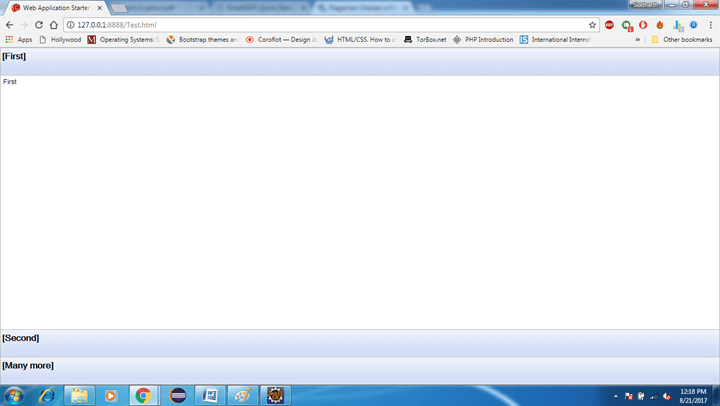 Siddharth
Web Application Starter
127.0.0.1:8888/Test.html
Apps Hollywood Operating Systems: Bootstrap themes an Coroflot — Design Jo HTML/CSS. How to c TorBox.net PHP Introduction International Interns » Other bookmarks
[First]
First
[Second]
[Many more]
12:18 PM
8/21/2017